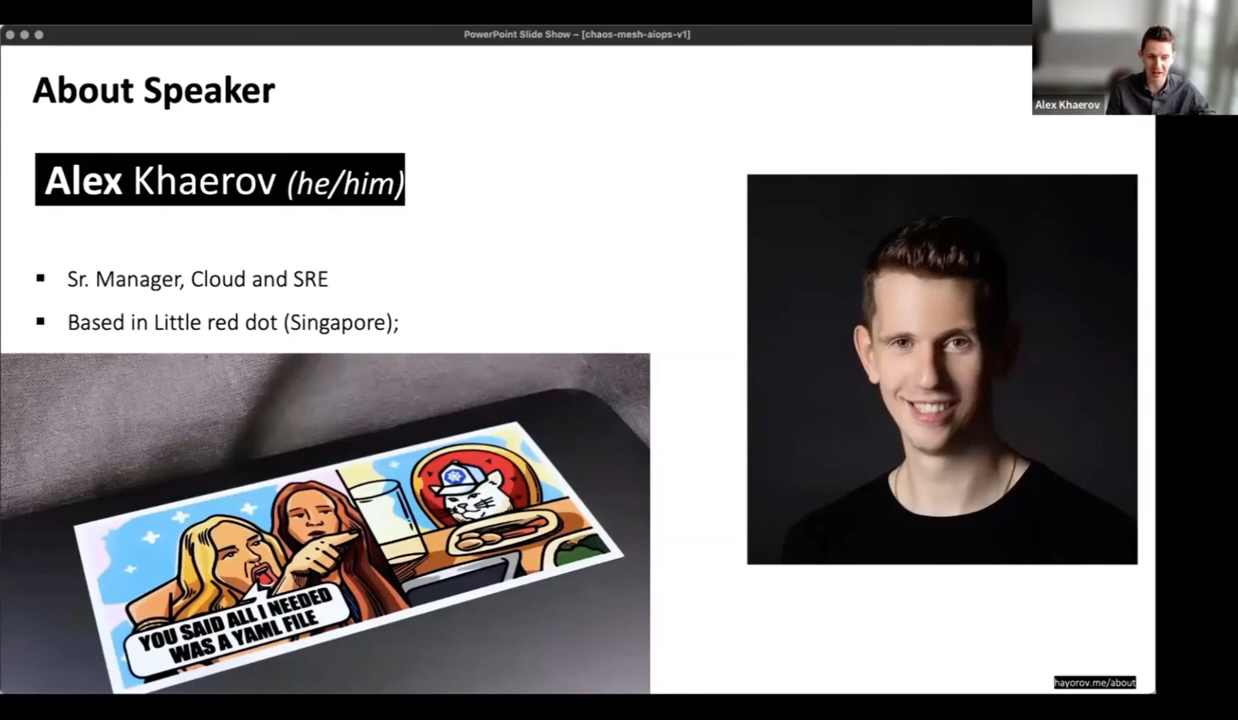 PowerPoint Slide Show – [chaos-mesh-aiops-v1]
Alex Khaerov
About Speaker
Alex Khaerov (he/him)
▪ Sr. Manager, Cloud and SRE
▪ Based in Little red dot (Singapore);
YOU SAID ALL I NEEDED
WAS A YAML FILE
hayorov.me/about